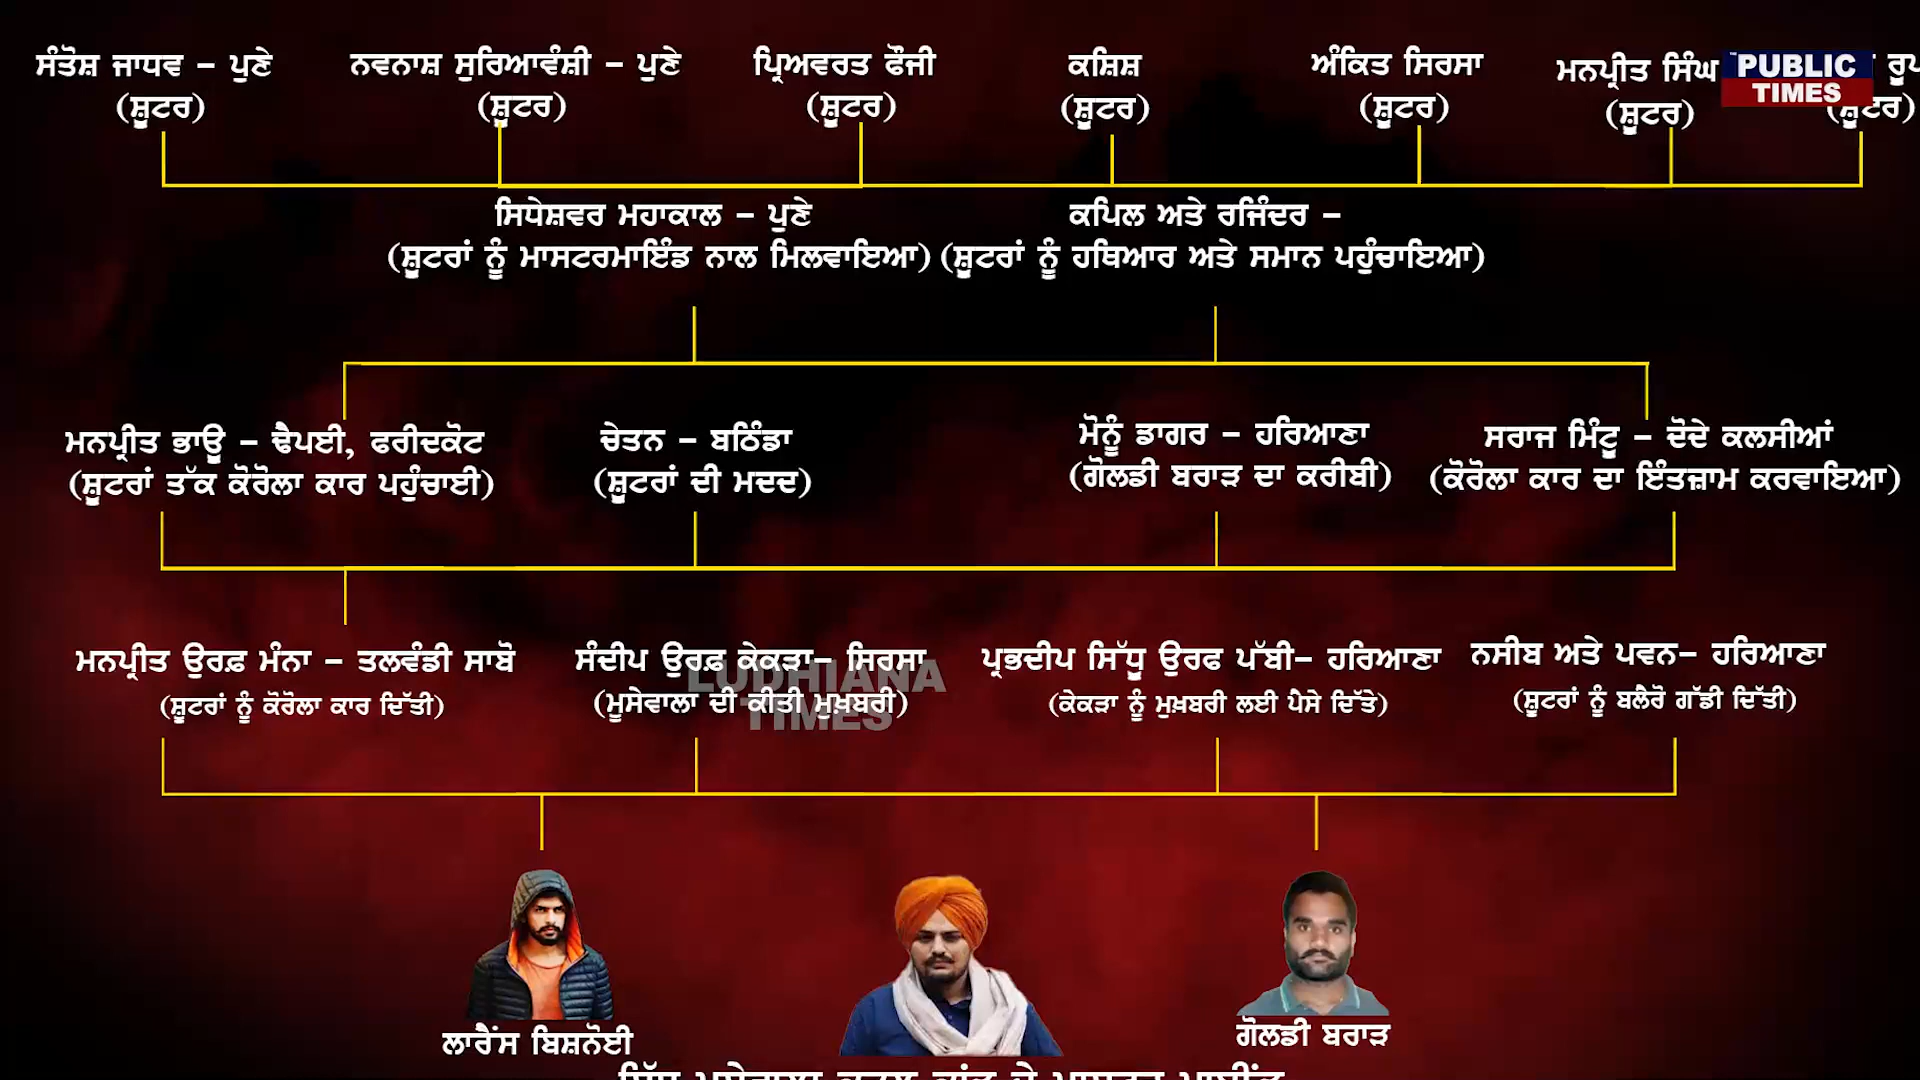 ਸੰਤੋਸ਼ ਜਾਧਵ – ਪੁਣੇ
(ਸ਼ੂਟਰ)
ਨਵਨਾਸ਼ ਸੁਰਿਆਵੰਸ਼ੀ – ਪੁਣੇ
(ਸ਼ੂਟਰ)
ਪ੍ਰਿਅਵਰਤ ਫੌਜੀ
(ਸ਼ੂਟਰ)
ਕਸ਼ਿਸ਼
(ਸ਼ੂਟਰ)
ਅੰਕਿਤ ਸਿਰਸਾ
(ਸ਼ੂਟਰ)
ਮਨਪ੍ਰੀਤ ਸਿੰਘ
(ਸ਼ੂਟਰ)
PUBLIC
TIMES
(ਸ਼ੂਟਰ)
ਸਿਧੇਸ਼ਵਰ ਮਹਾਕਾਲ – ਪੁਣੇ
(ਸ਼ੂਟਰਾਂ ਨੂੰ ਮਾਸਟਰਮਾਇੰਡ ਨਾਲ ਮਿਲਵਾਇਆ)
ਕਪਿਲ ਅਤੇ ਰਜਿੰਦਰ –
(ਸ਼ੂਟਰਾਂ ਨੂੰ ਹਥਿਆਰ ਅਤੇ ਸਮਾਨ ਪਹੁੰਚਾਇਆ)
ਮਨਪ੍ਰੀਤ ਭਾਊ – ਢੈਪਈ, ਫਰੀਦਕੋਟ
(ਸ਼ੂਟਰਾਂ ਤੱਕ ਕੋਰੋਲਾ ਕਾਰ ਪਹੁੰਚਾਈ)
ਚੇਤਨ – ਬਠਿੰਡਾ
(ਸ਼ੂਟਰਾਂ ਦੀ ਮਦਦ)
ਮੋਨੂੰ ਡਾਗਰ – ਹਰਿਆਣਾ
(ਗੋਲਡੀ ਬਰਾੜ ਦਾ ਕਰੀਬੀ)
ਸਰਾਜ ਮਿੰਟੂ – ਦੋਦੇ ਕਲਸੀਆਂ
(ਕੋਰੋਲਾ ਕਾਰ ਦਾ ਇੰਤਜ਼ਾਮ ਕਰਵਾਇਆ)
ਮਨਪ੍ਰੀਤ ਉਰਫ਼ ਮੰਨਾ – ਤਲਵੰਡੀ ਸਾਬੋ
(ਸ਼ੂਟਰਾਂ ਨੂੰ ਕੋਰੋਲਾ ਕਾਰ ਦਿੱਤੀ)
ਸੰਦੀਪ ਉਰਫ਼ ਕੇਕੜਾ– ਸਿਰਸਾ
(ਮੂਸੇਵਾਲਾ ਦੀ ਕੀਤੀ ਮੁਖ਼ਬਰੀ)
LUDHIANA
TIMES
ਪ੍ਰਭਦੀਪ ਸਿੱਧੂ ਉਰਫ ਪੱਬੀ– ਹਰਿਆਣਾ
(ਕੇਕੜਾ ਨੂੰ ਮੁਖ਼ਬਰੀ ਲਈ ਪੈਸੇ ਦਿੱਤੇ)
ਨਸੀਬ ਅਤੇ ਪਵਨ– ਹਰਿਆਣਾ
(ਸ਼ੂਟਰਾਂ ਨੂੰ ਬਲੈਰੋ ਗੱਡੀ ਦਿੱਤੀ)
ਲਾਰੈਂਸ ਬਿਸ਼ਨੋਈ
ਗੋਲਡੀ ਬਰਾੜ